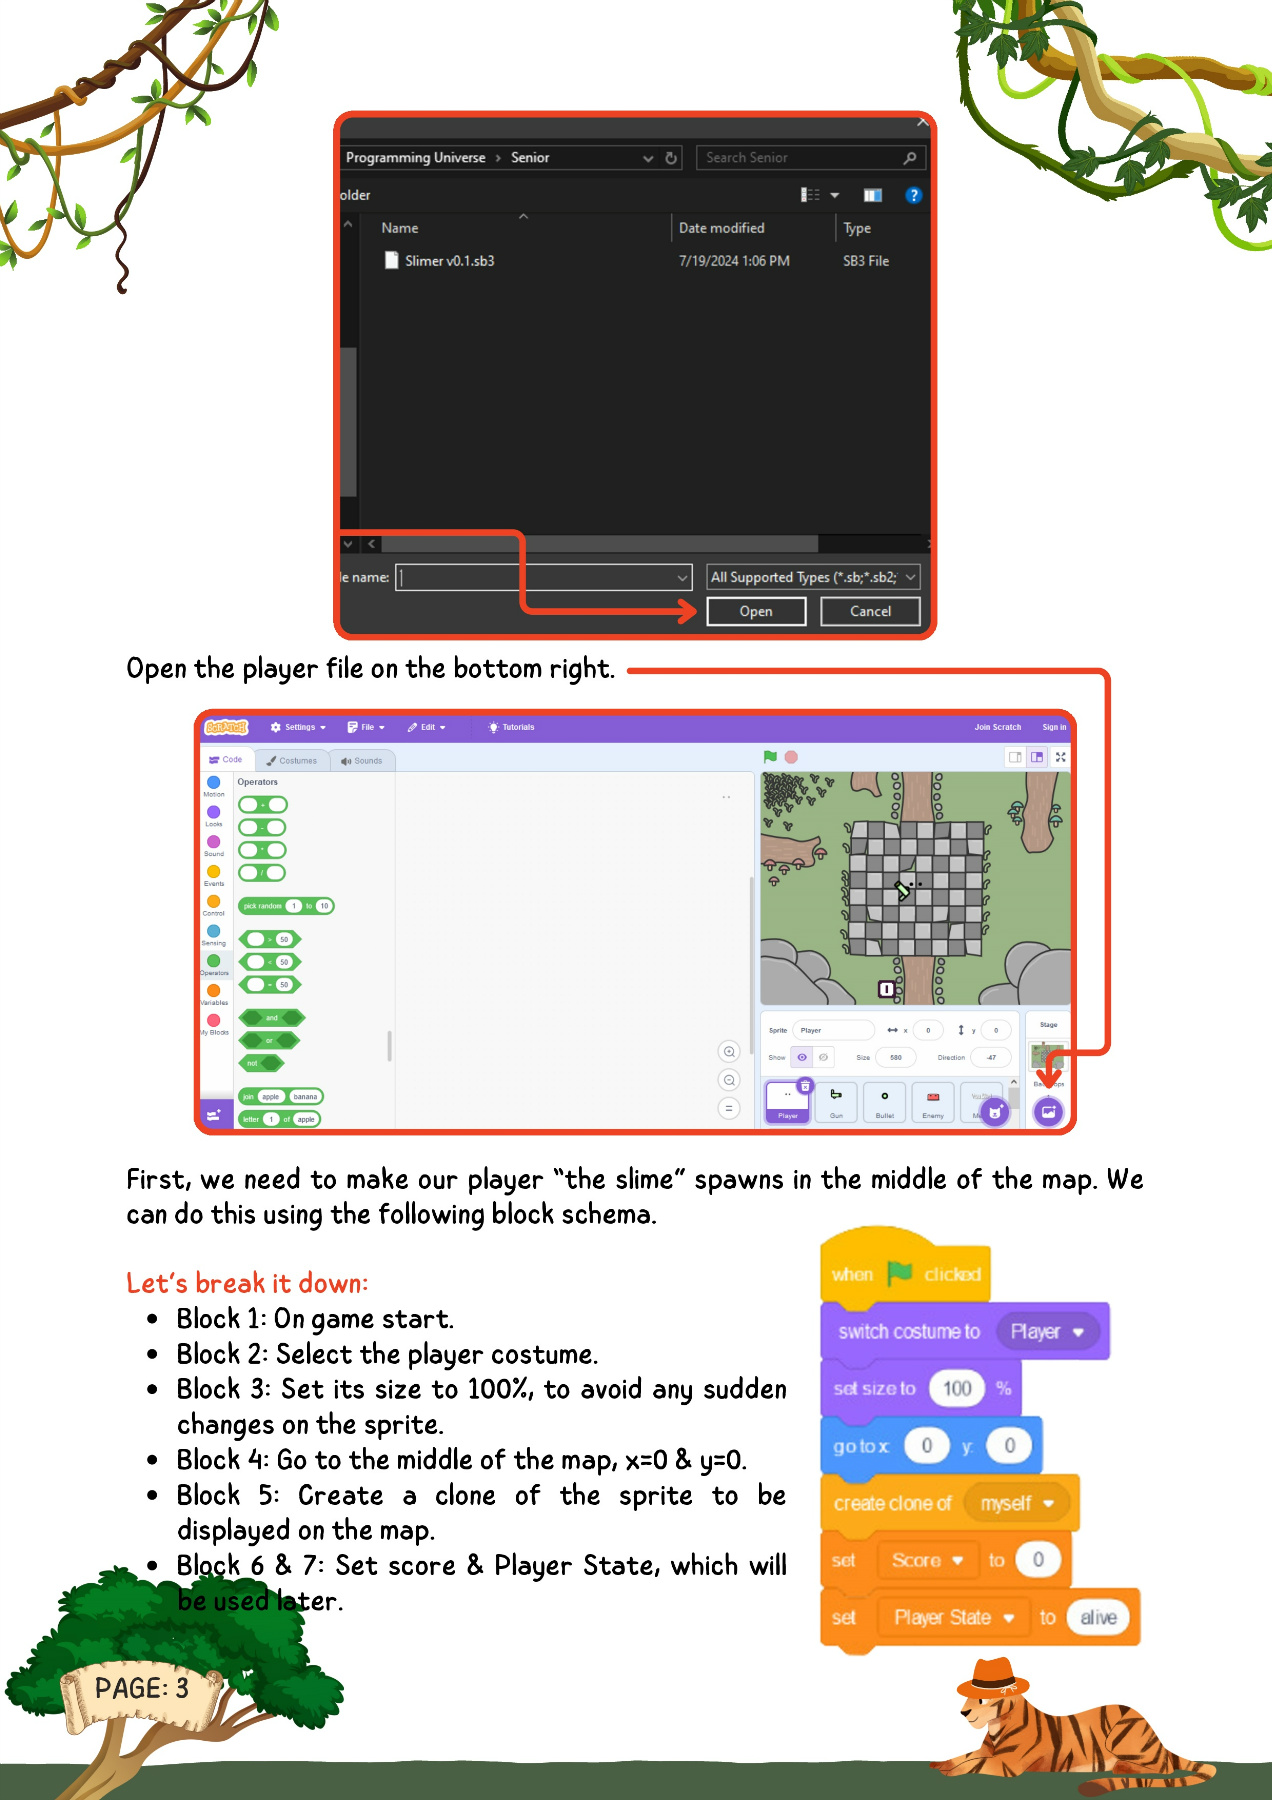 Programming Universe > Senior
Search Senior
older
Name
Date modified
Type
Slimer v0.1.sb3
7/19/2024 1:06 PM
SB3 File
le name:
All Supported Types (*.sb;*.sb2;
Open
Cancel
Open the player file on the bottom right.
SCRATCH
Settings
File
Edit
Tutorials
Join Scratch
Sign in
Code
Costumes
Sounds
Motion
Looks
Sound
Events
Control
Sensing
Operators
Variables
My Blocks
Operators
+
-
*
/
pick random 1 to 10
> 50
< 50
= 50
and
or
not
join apple banana
letter 1 of apple
Sprite Player
x 0
y 0
Show
Size 580
Direction -47
Stage
Player
Gun
Bullet
Enemy
First, we need to make our player “the slime” spawns in the middle of the map. We
can do this using the following block schema.
Let’s break it down:
• Block 1: On game start.
• Block 2: Select the player costume.
• Block 3: Set its size to 100%, to avoid any sudden
changes on the sprite.
• Block 4: Go to the middle of the map, x=0 & y=0.
• Block 5: Create a clone of the sprite to be
displayed on the map.
• Block 6 & 7: Set score & Player State, which will
be used later.
when clicked
switch costume to Player
set size to 100 %
go to x: 0 y: 0
create clone of myself
set Score to 0
set Player State to alive
PAGE: 3